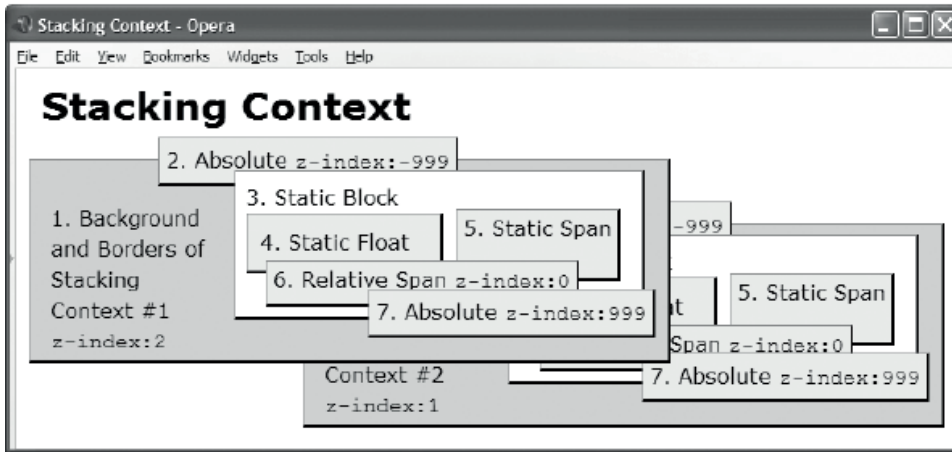 Stacking Context - Opera
File Edit View Bookmarks Widgets Tools Help
Stacking Context
2. Absolute z-index:-999
3. Static Block
1. Background
and Borders of
Stacking
Context #1
z-index:2
4. Static Float
5. Static Span
6. Relative Span z-index:0
7. Absolute z-index:999
-999
5. Static Span
Span z-index:0
7. Absolute z-index:999
Context #2
z-index:1